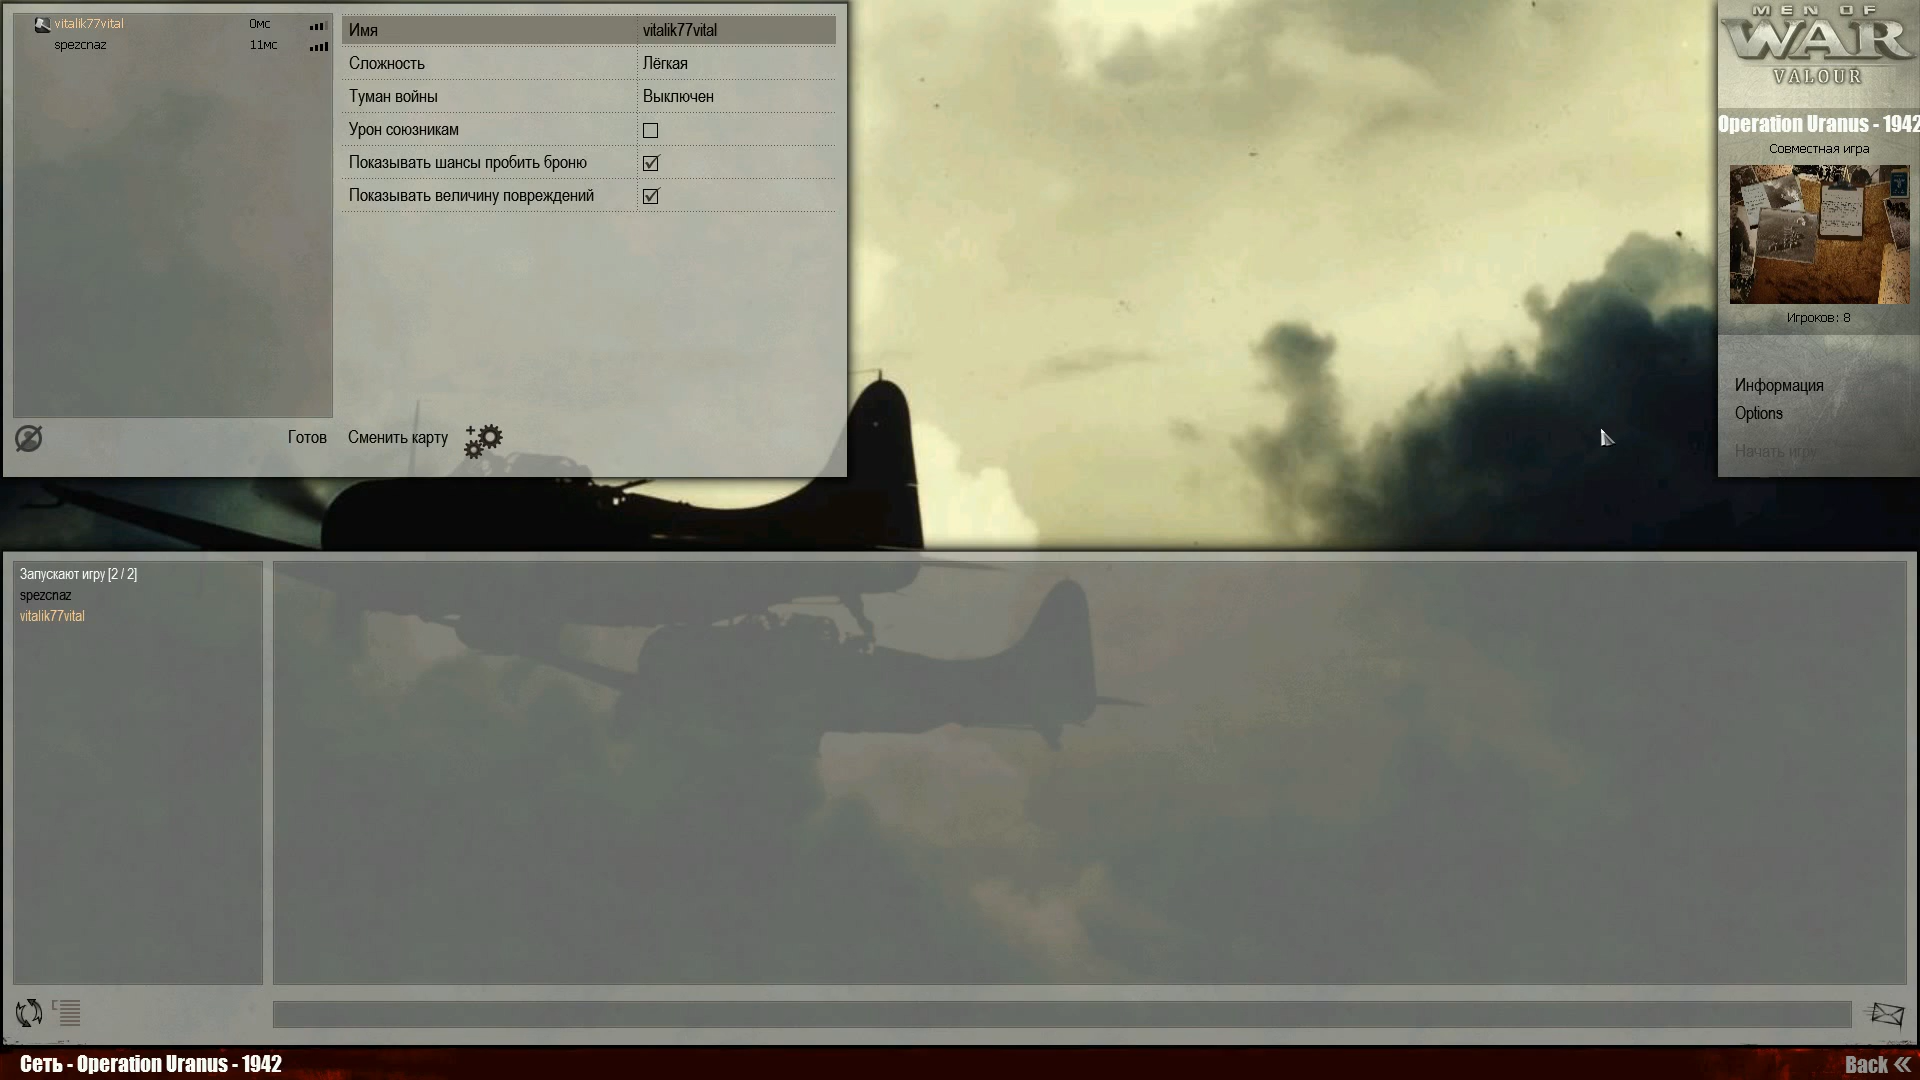 vitalik77vital 0мс
spezcnaz 11мс
Имя vitalik77vital
Сложность Лёгкая
Туман войны Выключен
Урон союзникам
Показывать шансы пробить броню
Показывать величину повреждений
Готов Сменить карту
MEN OF
WAR
VALOUR
Operation Uranus - 1942
Совместная игра
Игроков: 8
Информация
Options
Начать игру
Запускают игру [2 / 2]
spezcnaz
vitalik77vital
Сеть - Operation Uranus - 1942
Back «